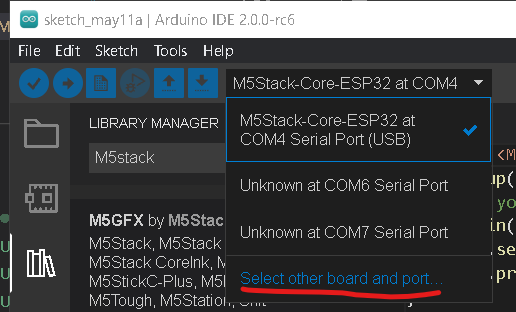 sketch_may11a | Arduino IDE 2.0.0-rc6
File Edit Sketch Tools Help
M5Stack-Core-ESP32 at COM4
LIBRARY MANAGER
M5stack
M5Stack-Core-ESP32 at
COM4 Serial Port (USB)
Unknown at COM6 Serial Port
Unknown at COM7 Serial Port
Select other board and port...
M5GFX by M5Stac
M5Stack, M5Stack
M5Stack CoreInk, M
M5StickC-Plus, M5
M5Tough, M5Station, Unit
<M
up(
yo
in(
.se
.pr